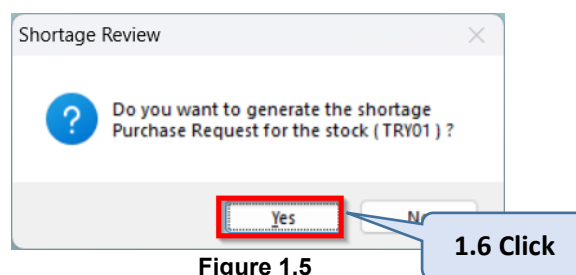 Shortage Review
Do you want to generate the shortage
Purchase Request for the stock ( TRY01 ) ?
Yes
1.6 Click
Figure 1.5